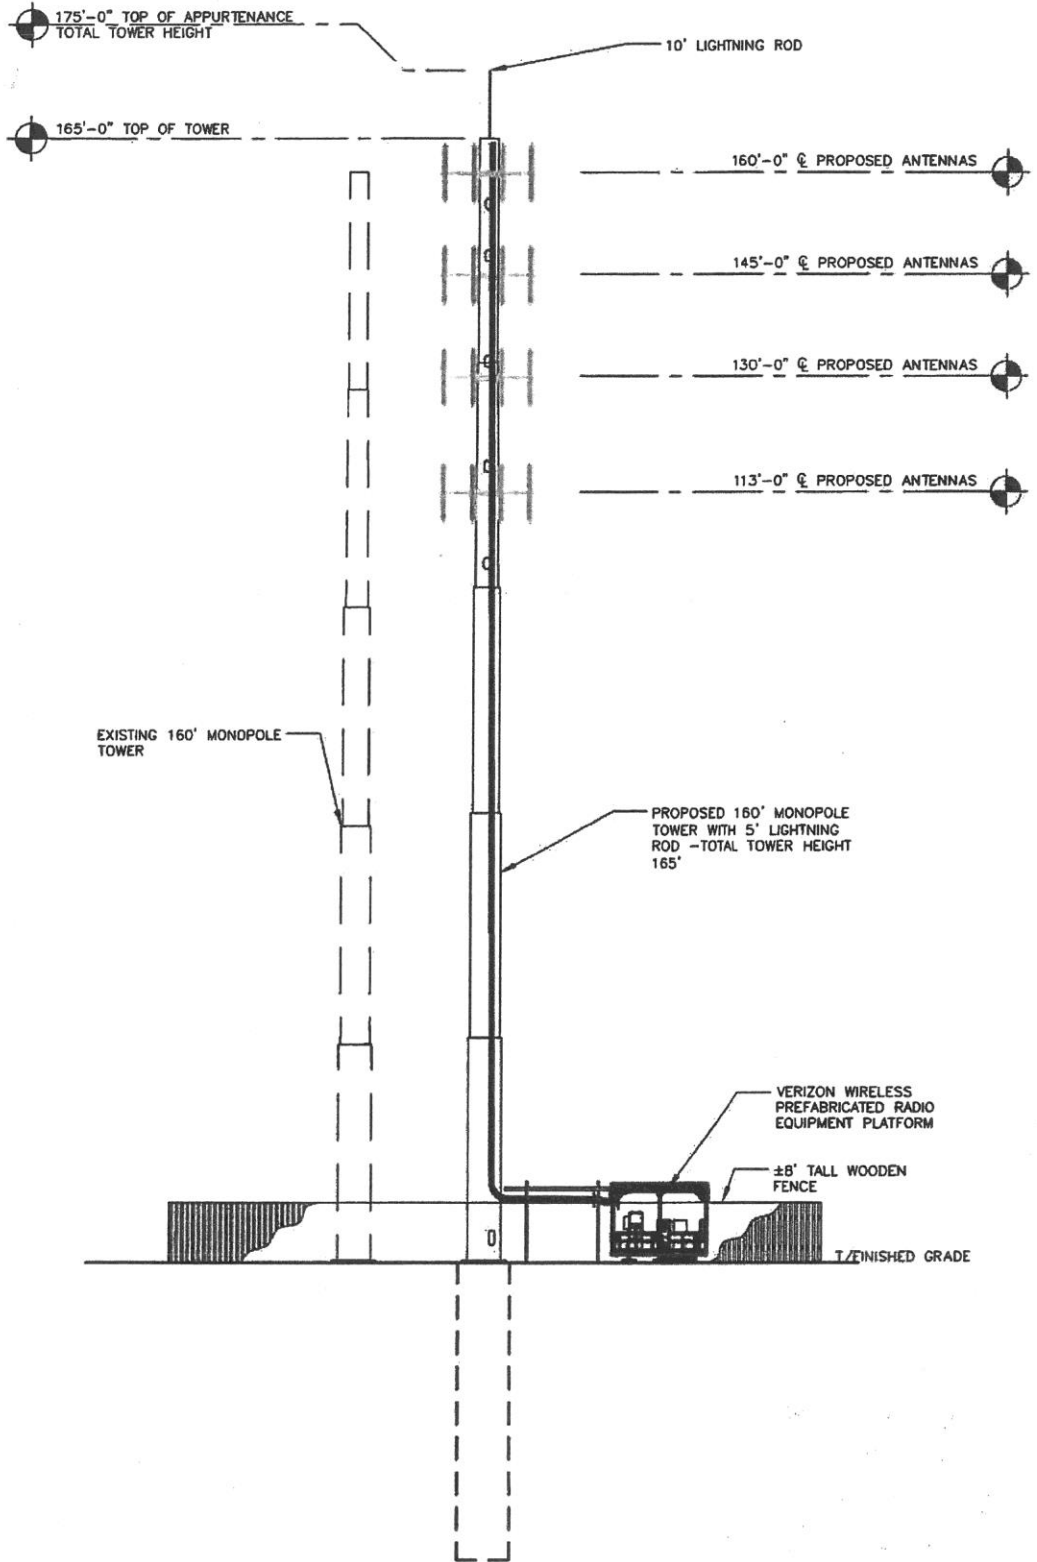 175'-0" TOP OF APPURTENANCE
TOTAL TOWER HEIGHT
10' LIGHTNING ROD
165'-0" TOP OF TOWER
160'-0" ℄ PROPOSED ANTENNAS
145'-0" ℄ PROPOSED ANTENNAS
130'-0" ℄ PROPOSED ANTENNAS
113'-0" ℄ PROPOSED ANTENNAS
EXISTING 160' MONOPOLE
TOWER
PROPOSED 160' MONOPOLE
TOWER WITH 5' LIGHTNING
ROD -TOTAL TOWER HEIGHT
165'
VERIZON WIRELESS
PREFABRICATED RADIO
EQUIPMENT PLATFORM
±8' TALL WOODEN
FENCE
T/FINISHED GRADE